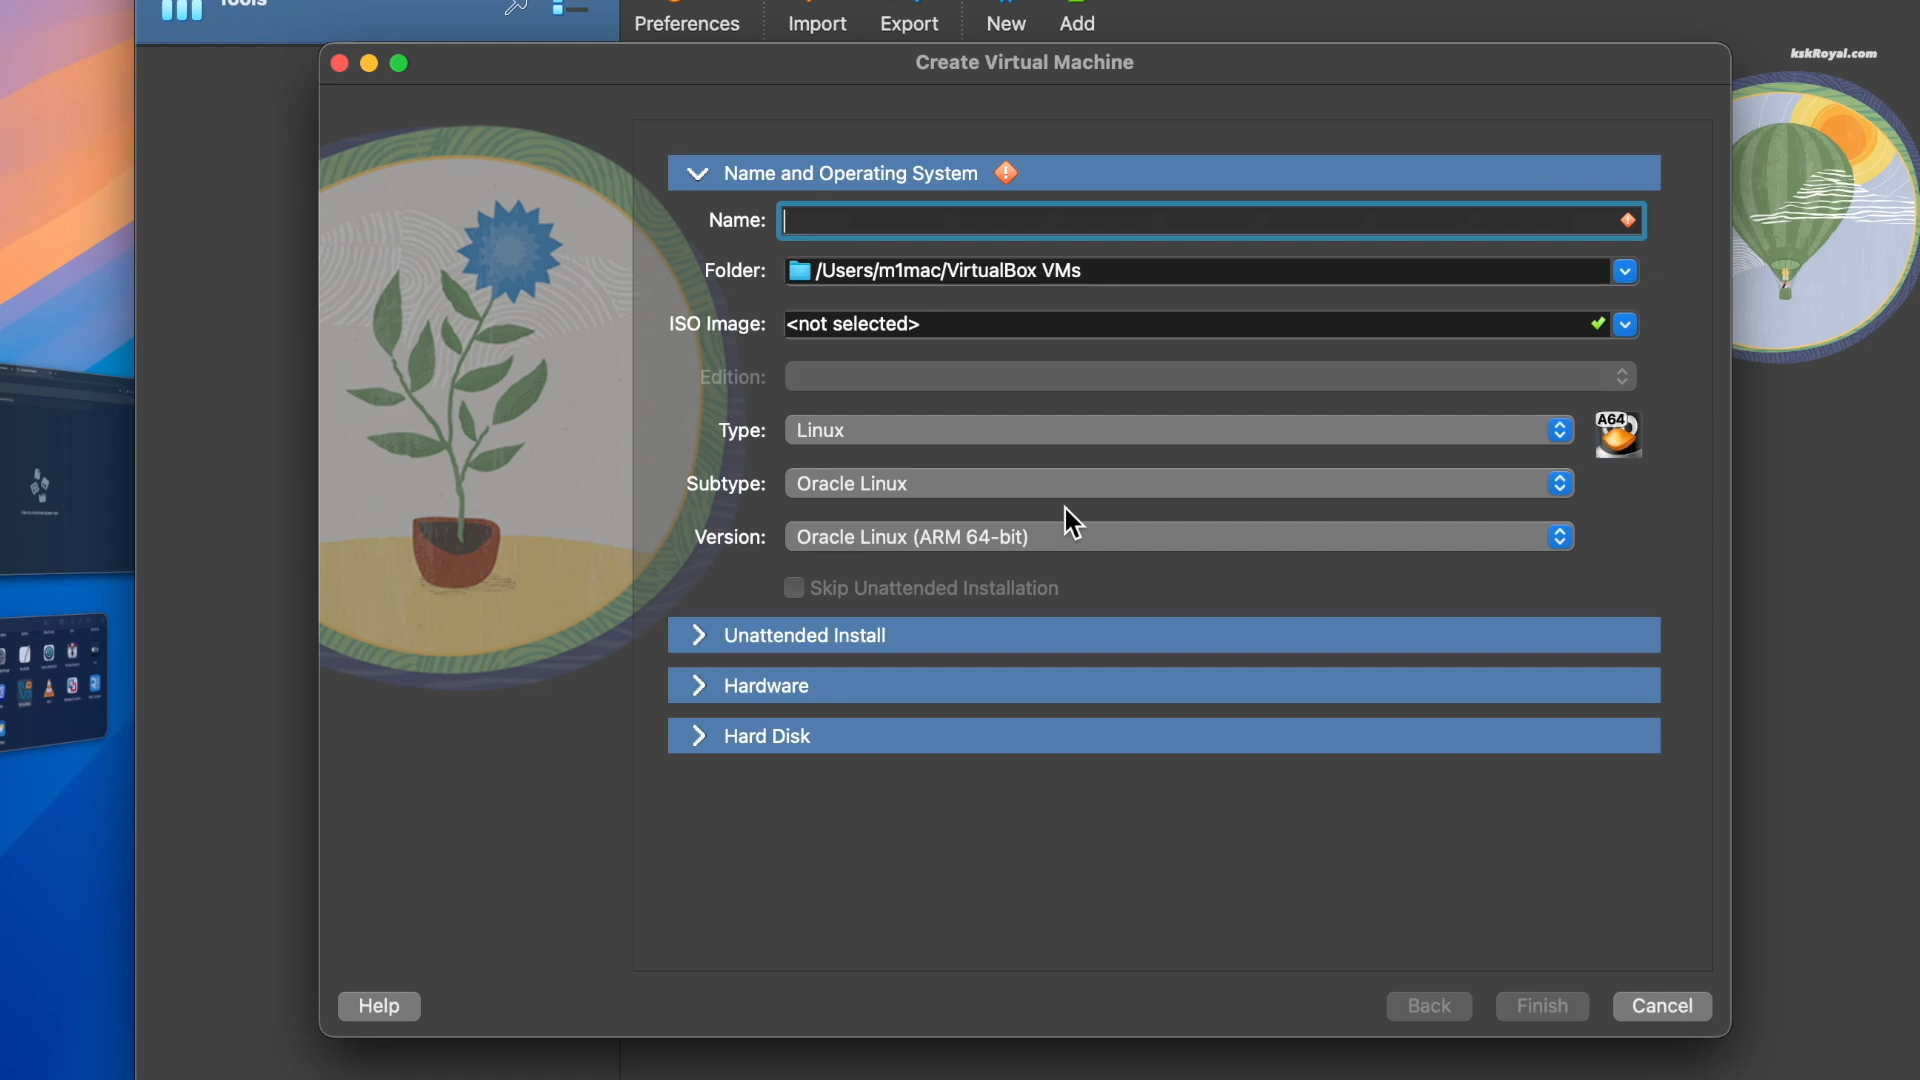 Tools
Preferences Import Export New Add
kskRoyal.com
Create Virtual Machine
Name and Operating System
Name:
Folder: /Users/m1mac/VirtualBox VMs
ISO Image: <not selected>
Edition:
Type: Linux
A64
Subtype: Oracle Linux
Version: Oracle Linux (ARM 64-bit)
Skip Unattended Installation
Unattended Install
Hardware
Hard Disk
Help Back Finish Cancel